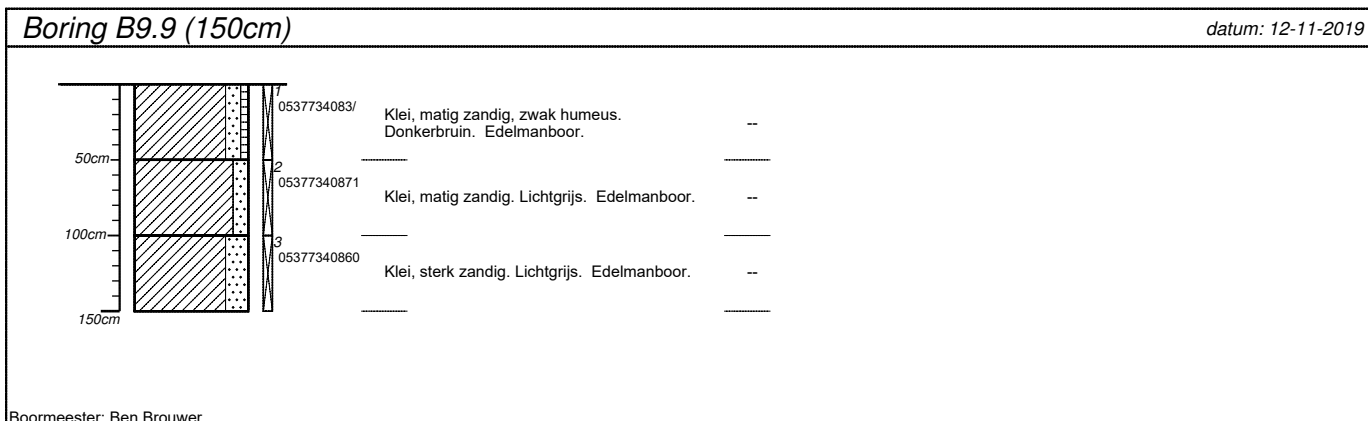 Boring B9.9 (150cm)
datum: 12-11-2019
1
0537734083/
Klei, matig zandig, zwak humeus.
Donkerbruin. Edelmanboor.
--
50cm
2
05377340871
Klei, matig zandig. Lichtgrijs. Edelmanboor.
--
100cm
3
05377340860
Klei, sterk zandig. Lichtgrijs. Edelmanboor.
--
150cm
Boormeester: Ben Brouwer